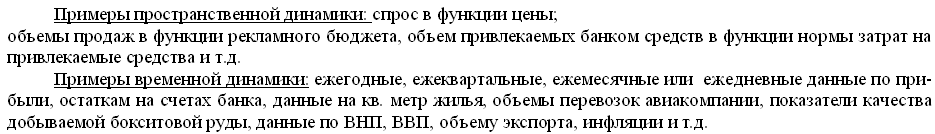 Примеры пространственной динамики: спрос в функции цены;
объемы продаж в функции рекламного бюджета, объем привлекаемых банком средств в функции нормы затрат на
привлекаемые средства и т.д.
Примеры временной динамики: ежегодные, ежеквартальные, ежемесячные или ежедневные данные по при-
были, остаткам на счетах банка, данные на кв. метр жилья, объемы перевозок авиакомпании, показатели качества
добываемой бокситовой руды, данные по ВНП, ВВП, объему экспорта, инфляции и т.д.